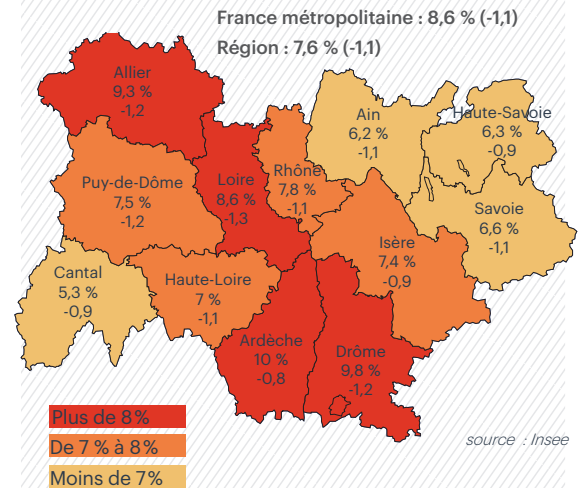 France métropolitaine : 8,6 % (-1,1)
Région : 7,6 % (-1,1)
Allier
9,3 %
-1,2
Ain
6,2 %
-1,1
Haute-Savoie
6,3 %
-0,9
Puy-de-Dôme
7,5 %
-1,2
Loire
8,6 %
-1,3
Rhône
7,8 %
-1,1
Savoie
6,6 %
-1,1
Isère
7,4 %
-0,9
Cantal
5,3 %
-0,9
Haute-Loire
7 %
-1,1
Ardèche
10 %
-0,8
Drôme
9,8 %
-1,2
Plus de 8%
De 7 % à 8%
Moins de 7%
source : Insee